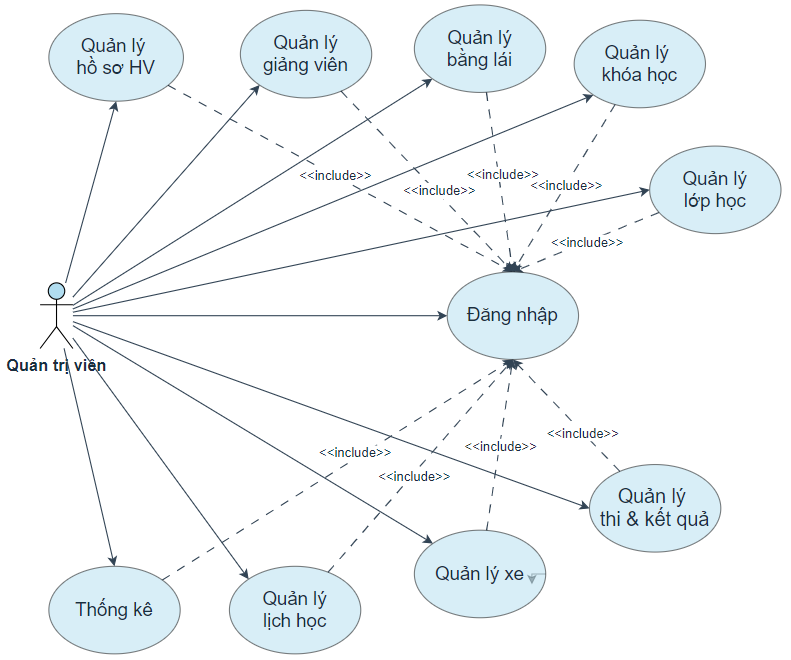 Quản lý
hồ sơ HV
Quản lý
giảng viên
Quản lý
bằng lái
Quản lý
khóa học
Quản lý
lớp học
<<include>>
<<include>>
<<include>>
<<include>>
<<include>>
Đăng nhập
Quản trị viên
<<include>>
<<include>>
<<include>>
<<include>>
Quản lý
thi & kết quả
Quản lý xe
Thống kê
Quản lý
lịch học